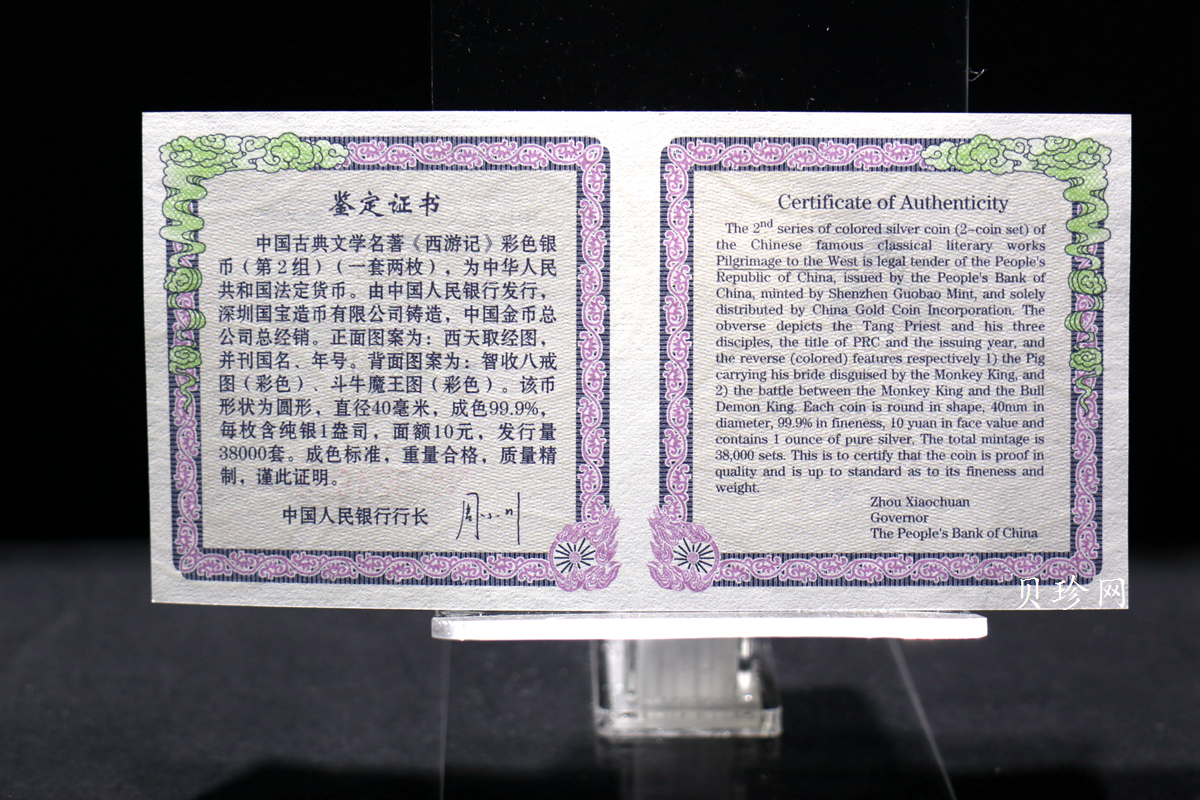 鉴定证书
中国古典文学名著《西游记》彩色银
币（第2组）（一套两枚），为中华人民
共和国法定货币。由中国人民银行发行，
深圳国宝造币有限公司铸造，中国金币总
公司总经销。正面图案为：西天取经图，
并刊国名、年号。背面图案为：智收八戒
图（彩色）、斗牛魔王图（彩色）。该币
形状为圆形，直径40毫米，成色99.9%，
每枚含纯银1盎司，面额10元，发行量
38000套。成色标准，重量合格，质量精
制，谨此证明。
中国人民银行行长 周小川
Certificate of Authenticity
The 2nd series of colored silver coin (2-coin set) of
the Chinese famous classical literary works
Pilgrimage to the West is legal tender of the People's
Republic of China, issued by the People's Bank of
China, minted by Shenzhen Guobao Mint, and solely
distributed by China Gold Coin Incorporation. The
obverse depicts the Tang Priest and his three
disciples, the title of PRC and the issuing year, and
the reverse (colored) features respectively 1) the Pig
carrying his bride disguised by the Monkey King, and
2) the battle between the Monkey King and the Bull
Demon King. Each coin is round in shape, 40mm in
diameter, 99.9% in fineness, 10 yuan in face value and
contains 1 ounce of pure silver. The total mintage is
38,000 sets. This is to certify that the coin is proof in
quality and is up to standard as to its fineness and
weight.
Zhou Xiaochuan
Governor
The People's Bank of China
贝珍网